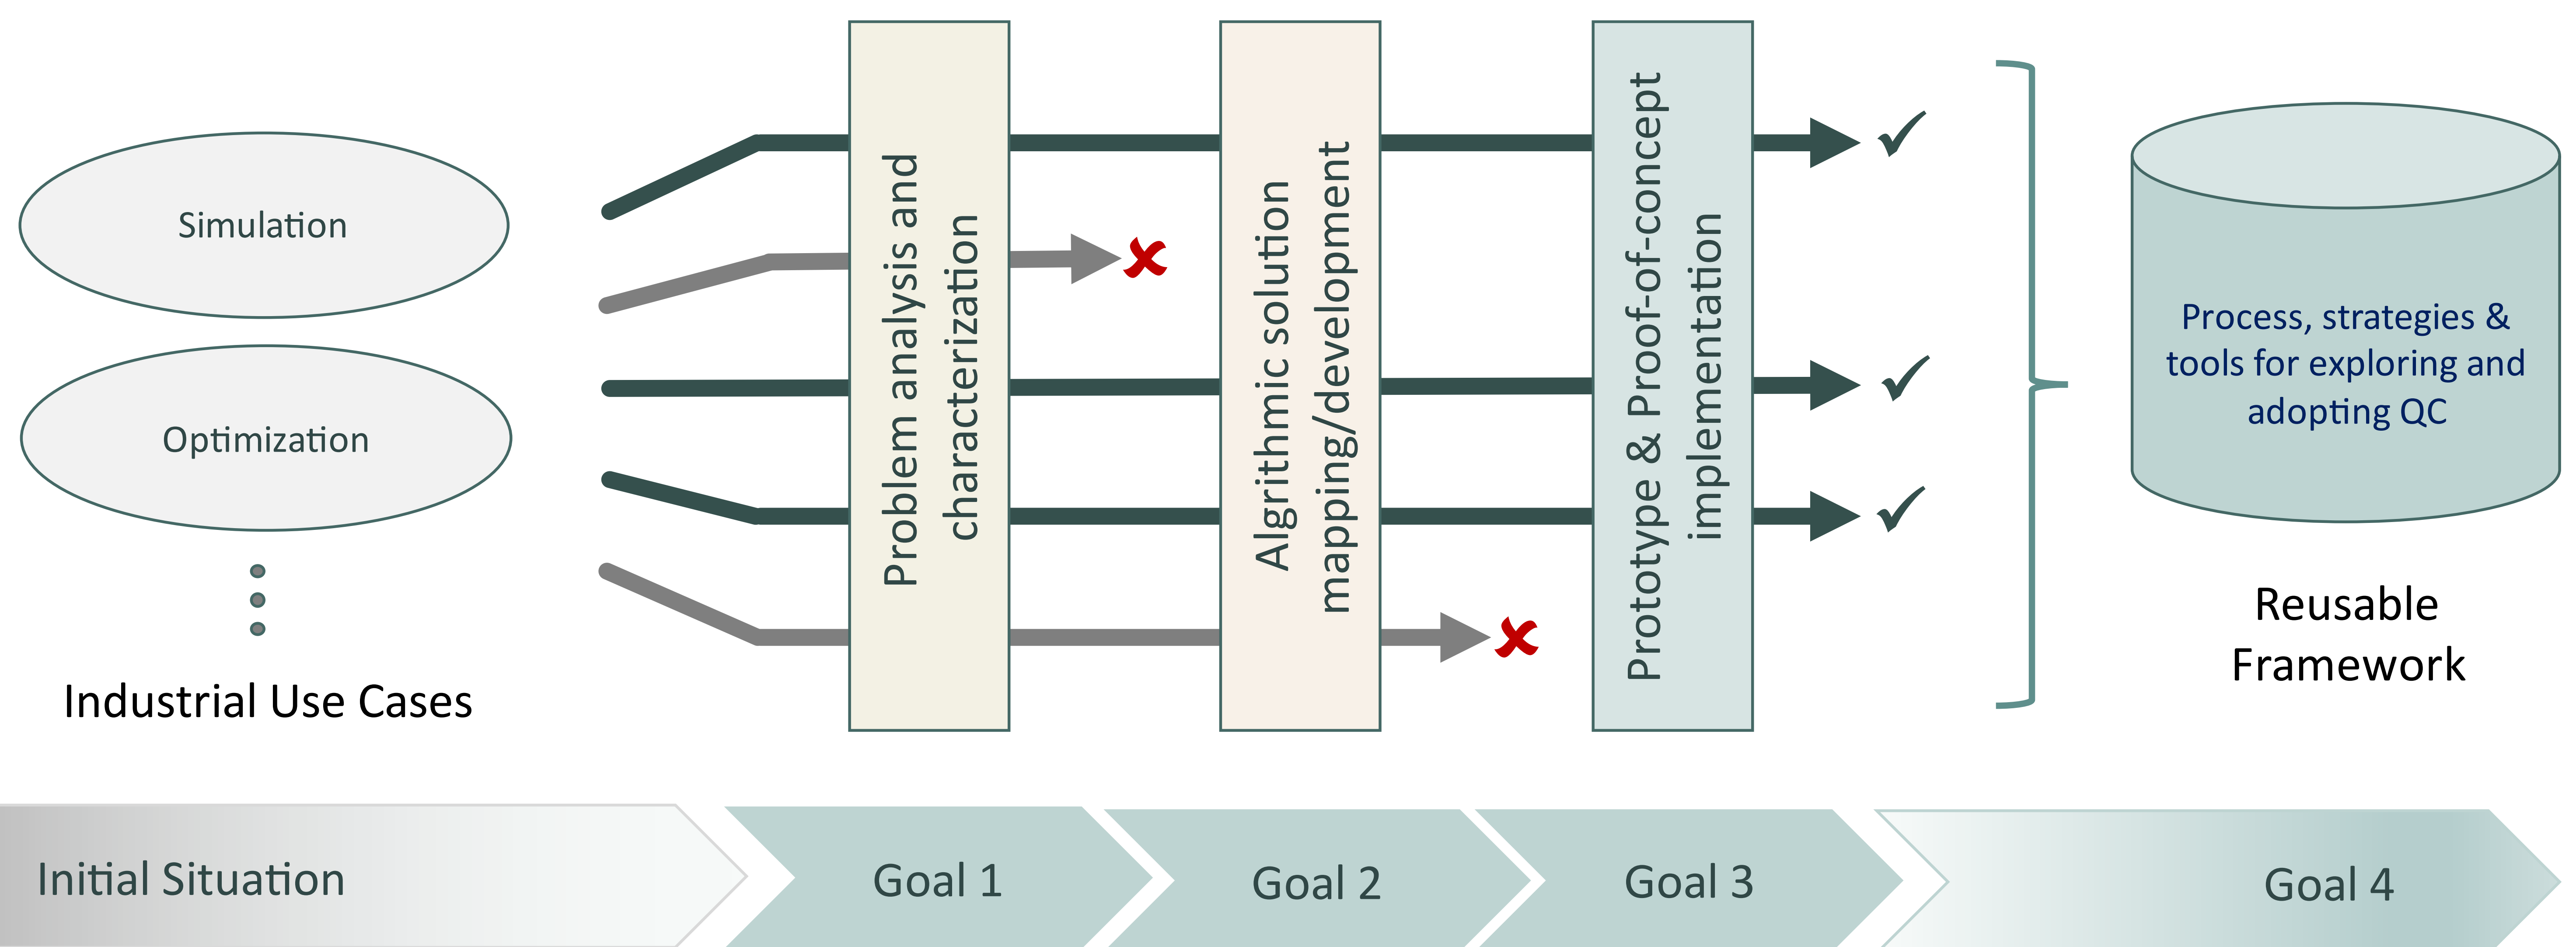 Simulation
Optimization
Industrial Use Cases
Problem analysis and
characterization
Algrithmic solution
mapping/development
Prototype & Proof-of-concept
implementation
Process, strategies &
tools for exploring and
adopting QC
Reusable
Framework
Initial Situation
Goal 1
Goal 2
Goal 3
Goal 4